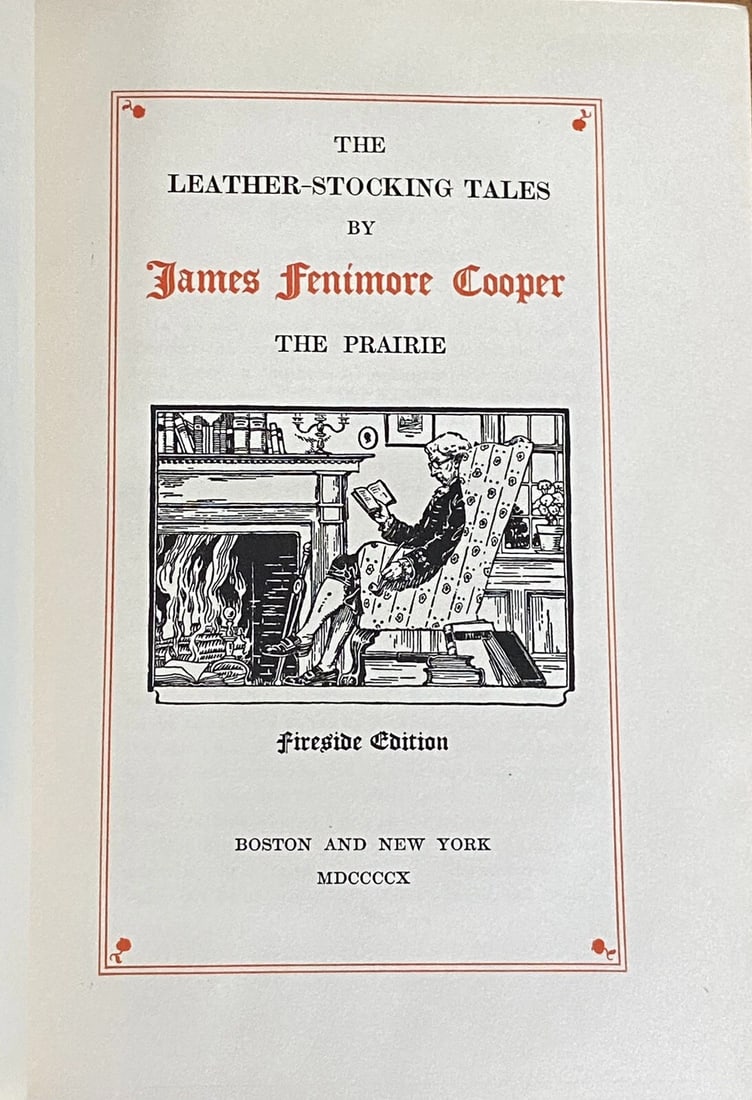 THE
LEATHER-STOCKING TALES
BY
James Fenimore Cooper
THE PRAIRIE
Fireside Edition
BOSTON AND NEW YORK
MDCCCCX